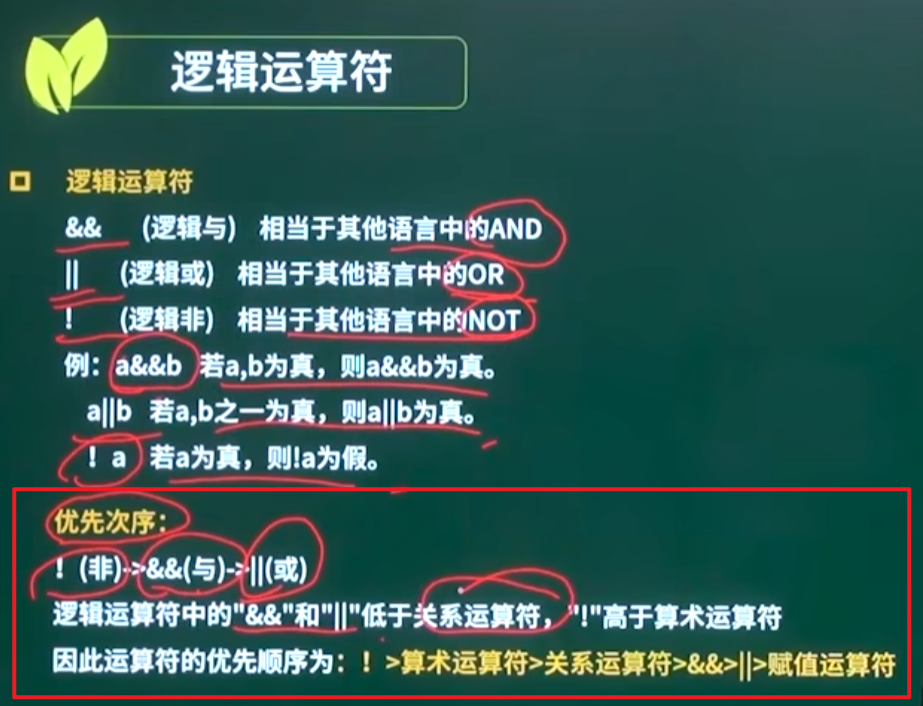 逻辑运算符
逻辑运算符
&& (逻辑与) 相当于其他语言中的AND
|| (逻辑或) 相当于其他语言中的OR
! (逻辑非) 相当于其他语言中的NOT
例：a&&b 若a,b为真，则a&&b为真。
a||b 若a,b之一为真，则a||b为真。
！a 若a为真，则!a为假。
优先次序：
！(非)->&&(与)->||(或)
逻辑运算符中的"&&"和"||"低于关系运算符，"!"高于算术运算符
因此运算符的优先顺序为：！>算术运算符>关系运算符>&&>||>赋值运算符